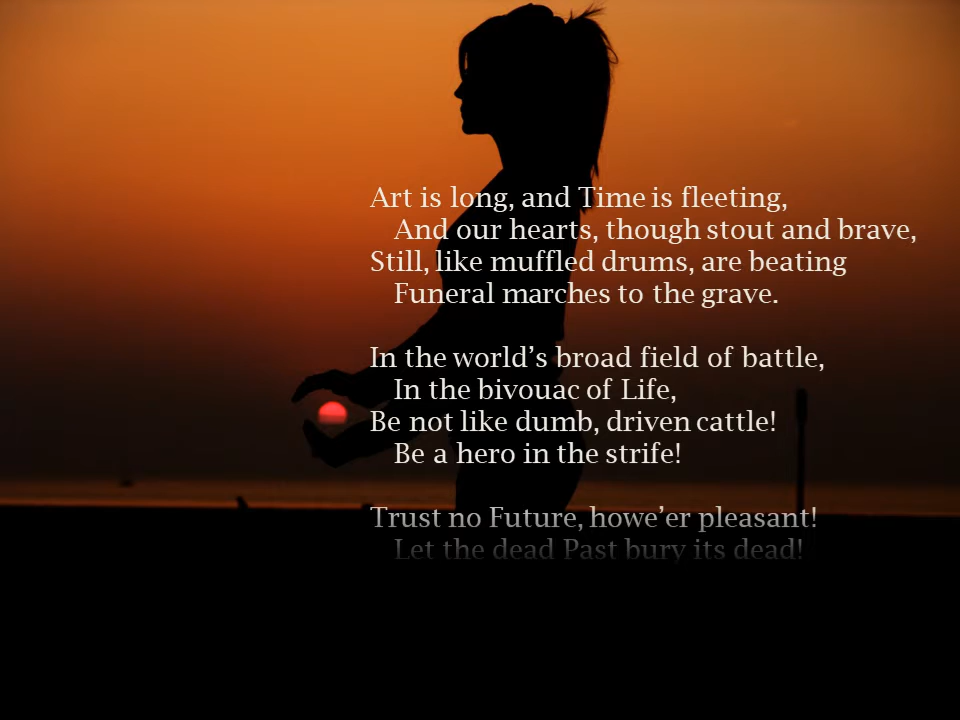 Art is long, and Time is fleeting,
And our hearts, though stout and brave,
Still, like muffled drums, are beating
Funeral marches to the grave.
In the world’s broad field of battle,
In the bivouac of Life,
Be not like dumb, driven cattle!
Be a hero in the strife!
Trust no Future, howe’er pleasant!
Let the dead Past bury its dead!